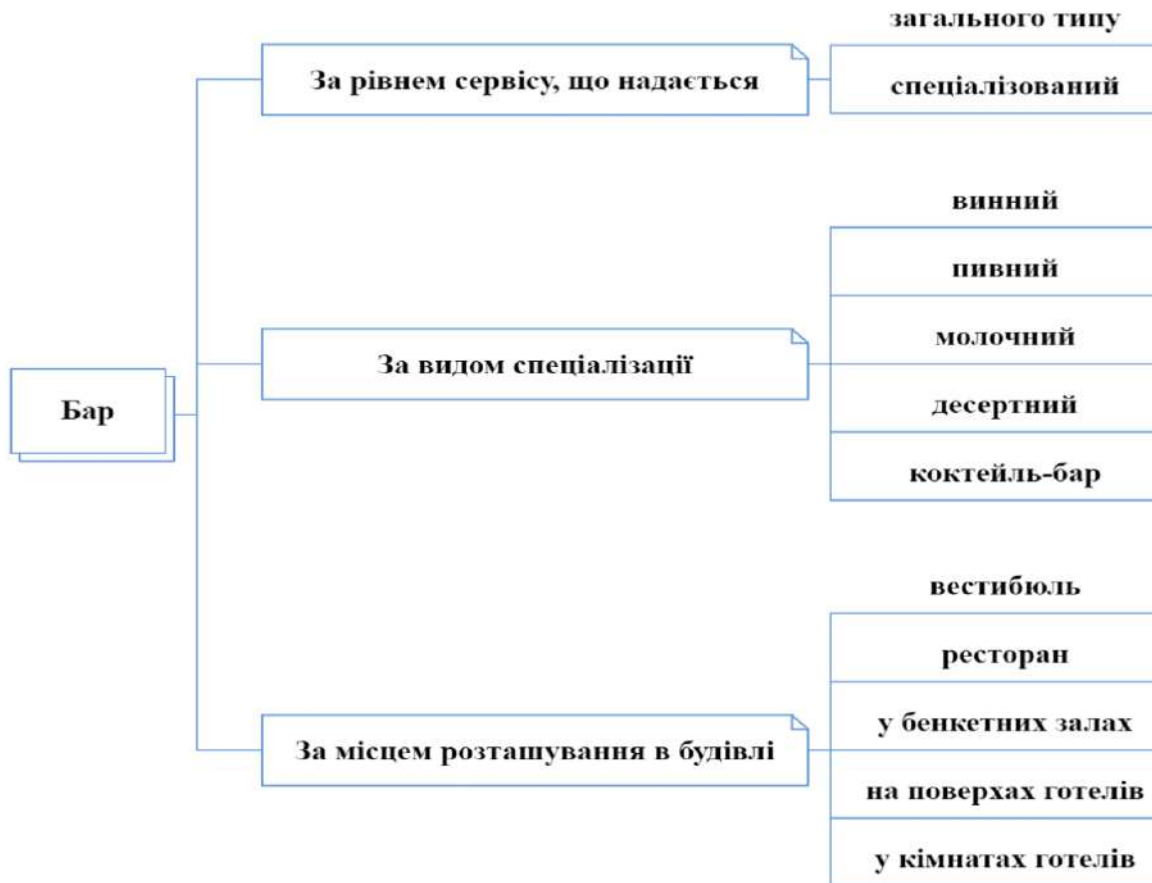 Бар
За рівнем сервісу, що надається
загального типу
спеціалізований
За видом спеціалізації
винний
пивний
молочний
десертний
коктейль-бар
За місцем розташування в будівлі
вестибюль
ресторан
у бенкетних залах
на поверхах готелів
у кімнатах готелів